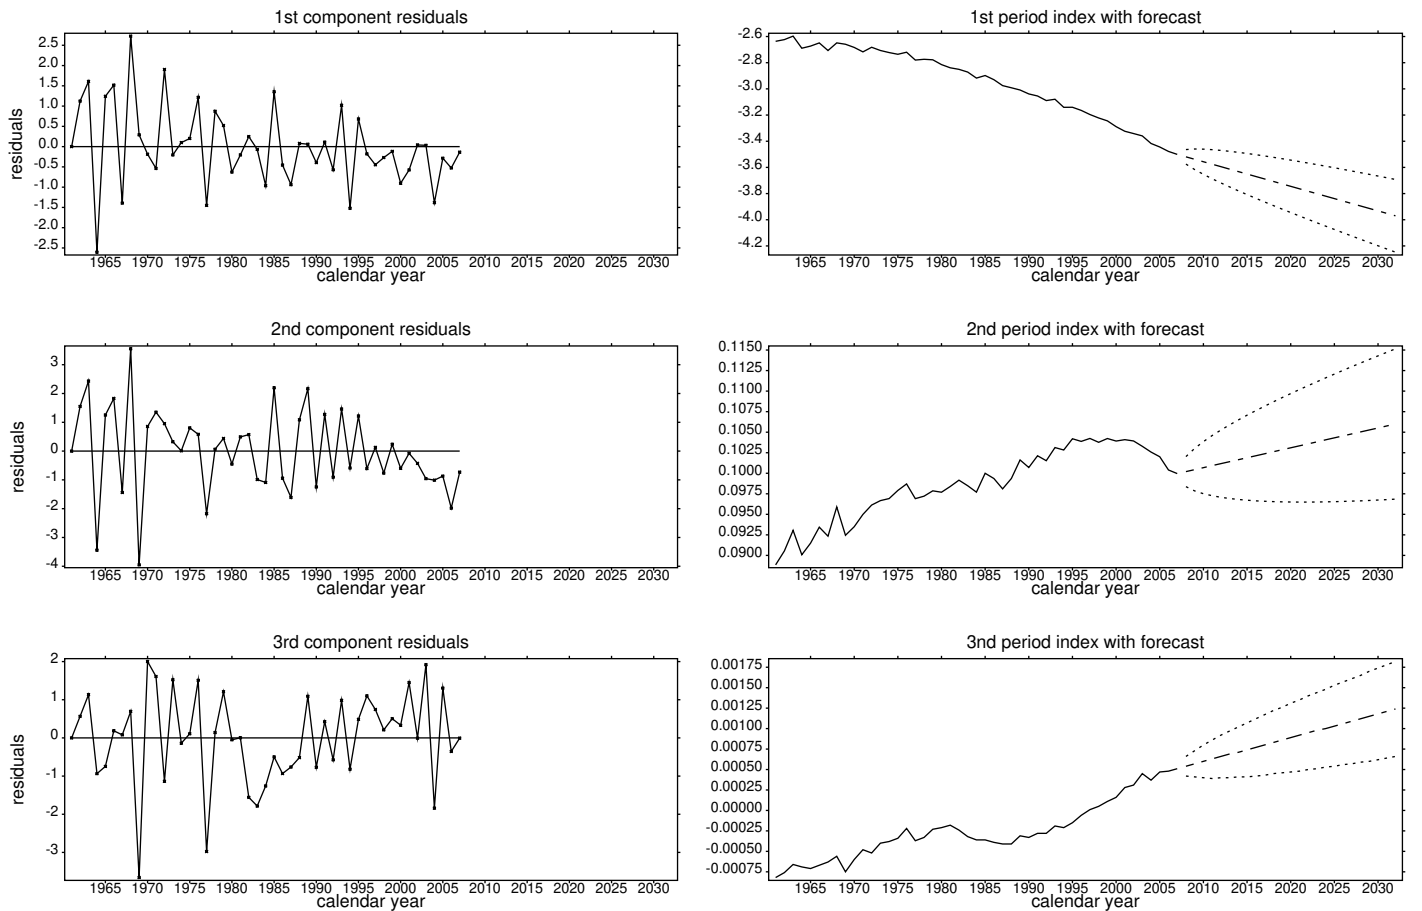 1st component residuals
2.5
2.0
1.5
1.0
0.5
0.0
-0.5
-1.0
-1.5
-2.0
-2.5
residuals
1965 1970 1975 1980 1985 1990 1995 2000 2005 2010 2015 2020 2025 2030
calendar year
1st period index with forecast
-2.6
-2.8
-3.0
-3.2
-3.4
-3.6
-3.8
-4.0
-4.2
1965 1970 1975 1980 1985 1990 1995 2000 2005 2010 2015 2020 2025 2030
calendar year
2nd component residuals
3
2
1
0
-1
-2
-3
-4
residuals
1965 1970 1975 1980 1985 1990 1995 2000 2005 2010 2015 2020 2025 2030
calendar year
2nd period index with forecast
0.1150
0.1125
0.1100
0.1075
0.1050
0.1025
0.1000
0.0975
0.0950
0.0925
0.0900
1965 1970 1975 1980 1985 1990 1995 2000 2005 2010 2015 2020 2025 2030
calendar year
3rd component residuals
2
1
0
-1
-2
-3
residuals
1965 1970 1975 1980 1985 1990 1995 2000 2005 2010 2015 2020 2025 2030
calendar year
3nd period index with forecast
0.00175
0.00150
0.00125
0.00100
0.00075
0.00050
0.00025
0.00000
-0.00025
-0.00050
-0.00075
1965 1970 1975 1980 1985 1990 1995 2000 2005 2010 2015 2020 2025 2030
calendar year